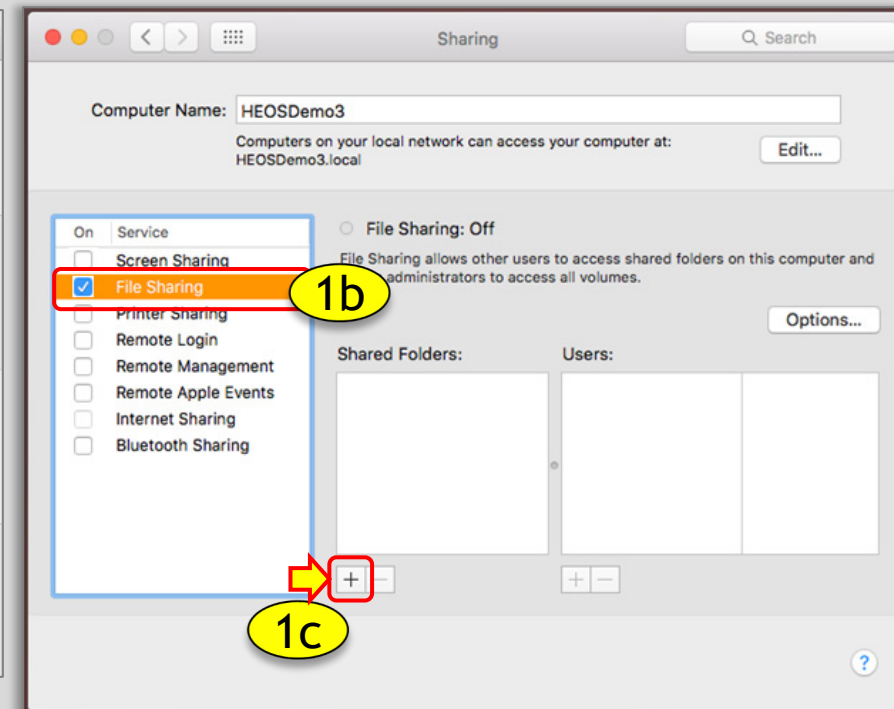 Sharing
Search
Computer Name: HEOSDemo3
Computers on your local network can access your computer at:
HEOSDemo3.local
Edit...
On Service
Screen Sharing
File Sharing
Printer Sharing
Remote Login
Remote Management
Remote Apple Events
Internet Sharing
Bluetooth Sharing
1b
File Sharing: Off
File Sharing allows other users to access shared folders on this computer and
administrators to access all volumes.
Options...
Shared Folders:
Users:
+ −
+ −
1c
?